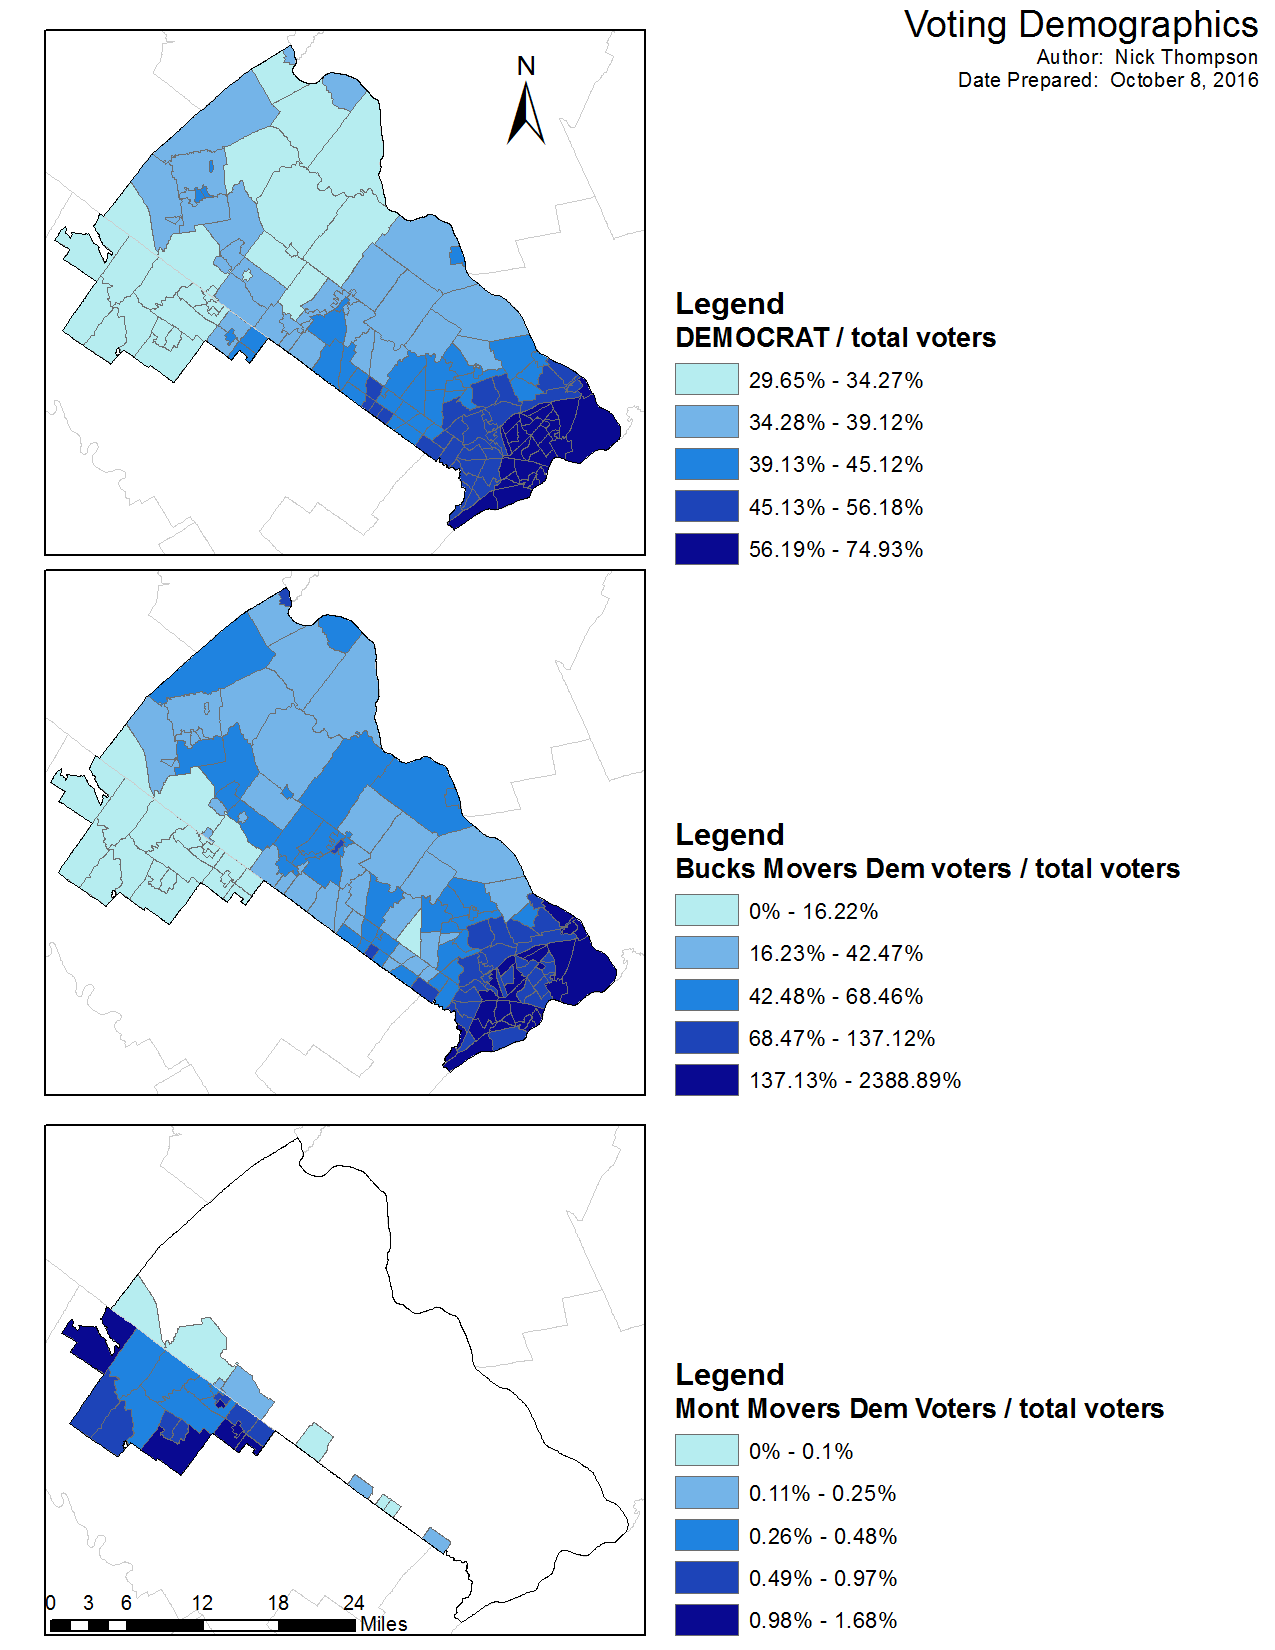 Voting Demographics
Author: Nick Thompson
Date Prepared: October 8, 2016
N
Legend
DEMOCRAT / total voters
29.65% - 34.27%
34.28% - 39.12%
39.13% - 45.12%
45.13% - 56.18%
56.19% - 74.93%
Legend
Bucks Movers Dem voters / total voters
0% - 16.22%
16.23% - 42.47%
42.48% - 68.46%
68.47% - 137.12%
137.13% - 2388.89%
Legend
Mont Movers Dem Voters / total voters
0% - 0.1%
0.11% - 0.25%
0.26% - 0.48%
0.49% - 0.97%
0.98% - 1.68%
0 3 6 12 18 24
Miles